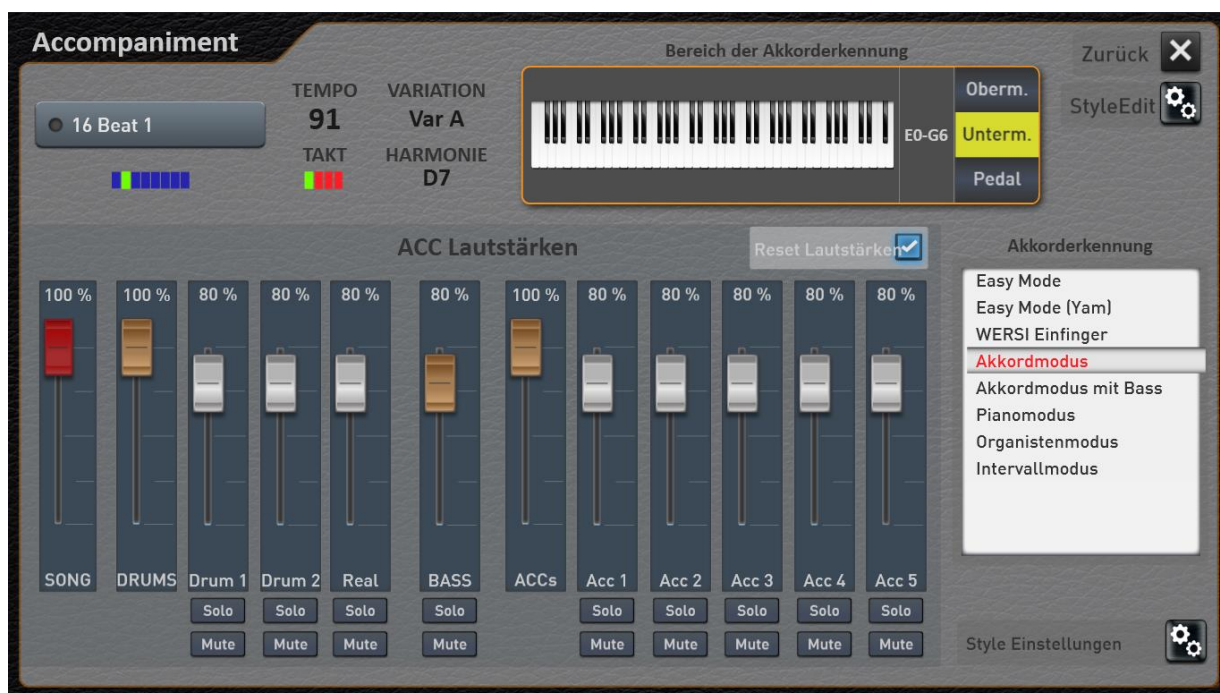 Accompaniment
Bereich der Akkorderkennung
Zurück
16 Beat 1
TEMPO
91
VARIATION
Var A
TAKT
HARMONIE
D7
E0-G6
Oberm.
Unterm.
Pedal
StyleEdit
ACC Lautstärken
Reset Lautstärken
100 % 100 % 80 % 80 % 80 % 80 % 100 % 80 % 80 % 80 % 80 % 80 %
SONG DRUMS Drum 1 Drum 2 Real BASS ACCs Acc 1 Acc 2 Acc 3 Acc 4 Acc 5
Solo Solo Solo Solo Solo Solo Solo Solo Solo
Mute Mute Mute Mute Mute Mute Mute Mute Mute
Akkorderkennung
Easy Mode
Easy Mode (Yam)
WERSI Einfinger
Akkordmodus
Akkordmodus mit Bass
Pianomodus
Organistenmodus
Intervallmodus
Style Einstellungen